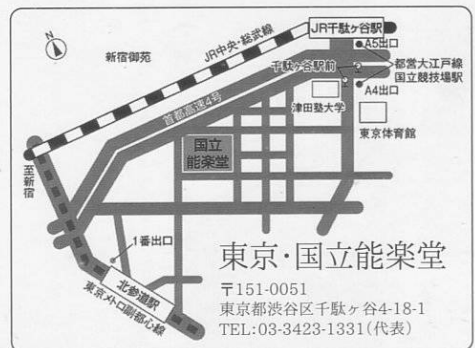 N
新宿御苑
JR中央・総武線
JR千駄ヶ谷駅
A5出口
千駄ヶ谷駅前
都営大江戸線
国立競技場駅
A4出口
津田塾大学
東京体育館
首都高速4号
国立
能楽堂
至新宿
1番出口
北参道駅
東京メトロ副都心線
東京・国立能楽堂
〒151-0051
東京都渋谷区千駄ヶ谷4-18-1
TEL:03-3423-1331(代表)